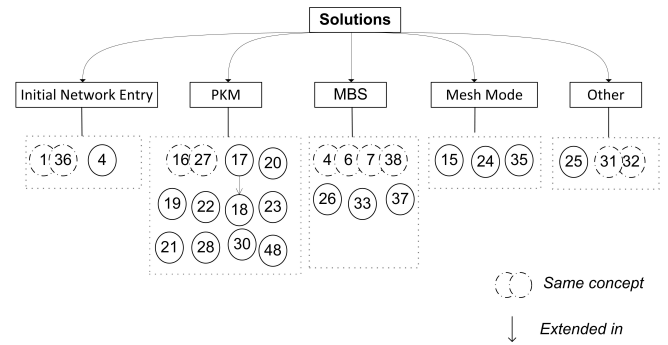 Solutions
Initial Network Entry PKM MBS Mesh Mode Other
1 36 4 16 27 17 20 4 6 7 38 15 24 35 25 31 32
19 22 18 23 26 33 37
21 28 30 48
Same concept
Extended in